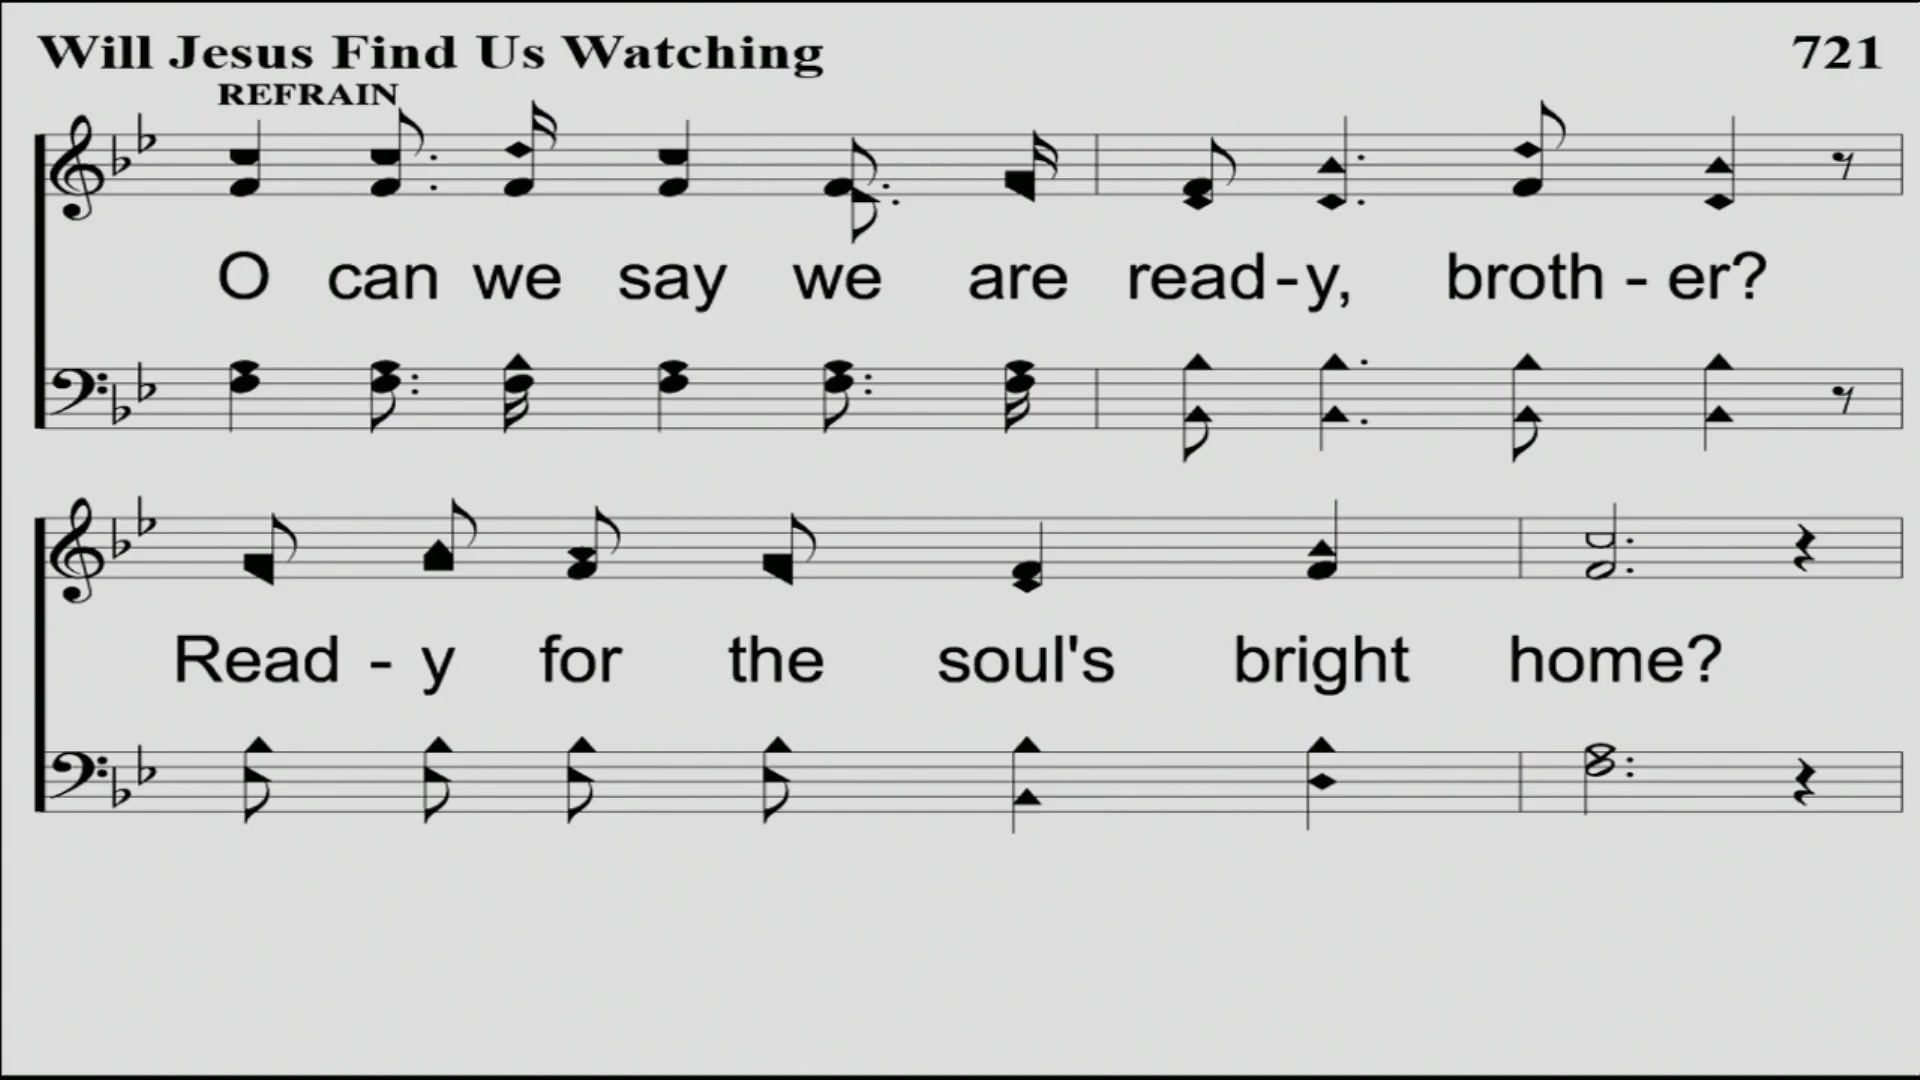 Will Jesus Find Us Watching 721
REFRAIN
O can we say we are read-y, broth - er?
Read - y for the soul's bright home?